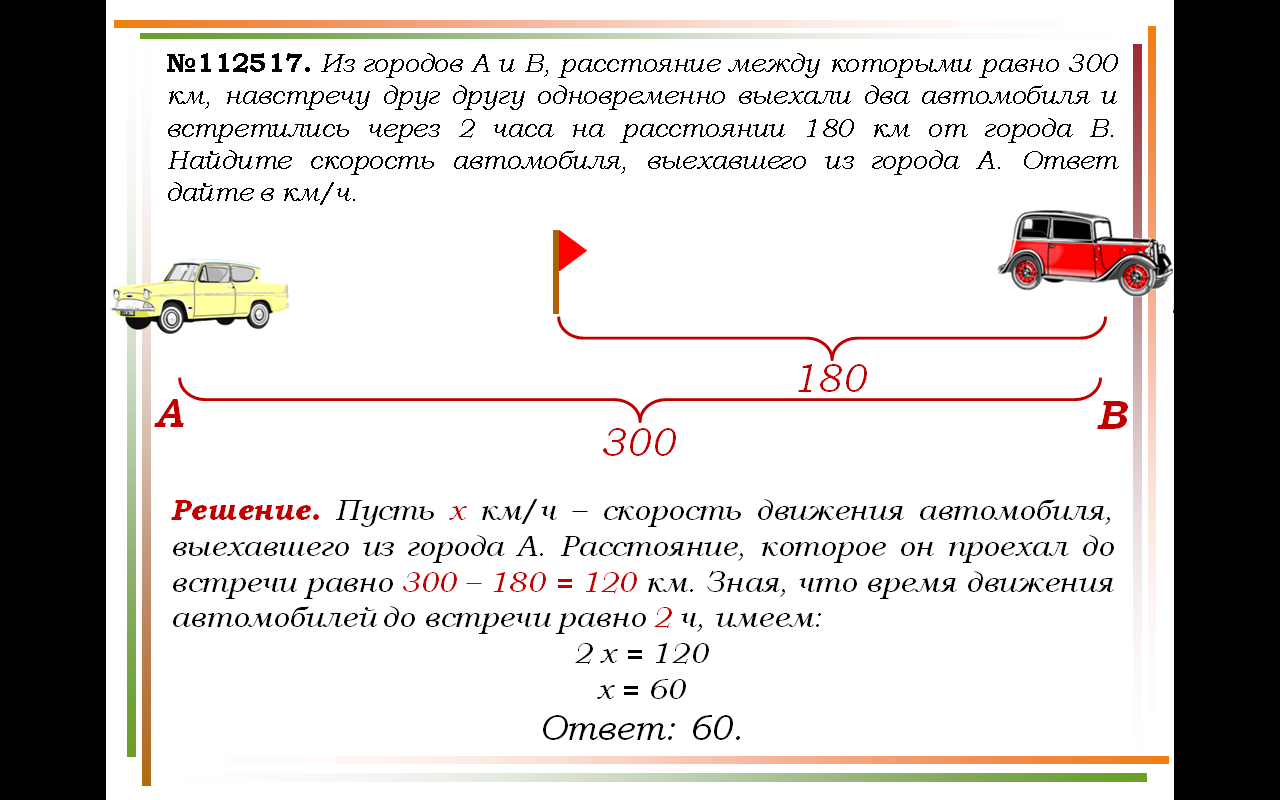 №112517. Из городов А и В, расстояние между которыми равно 300
км, навстречу друг другу одновременно выехали два автомобиля и
встретились через 2 часа на расстоянии 180 км от города В.
Найдите скорость автомобиля, выехавшего из города А. Ответ
дайте в км/ч.
180
А
В
300
Решение. Пусть х км/ч – скорость движения автомобиля,
выехавшего из города А. Расстояние, которое он проехал до
встречи равно 300 – 180 = 120 км. Зная, что время движения
автомобилей до встречи равно 2 ч, имеем:
2 х = 120
х = 60
Ответ: 60.